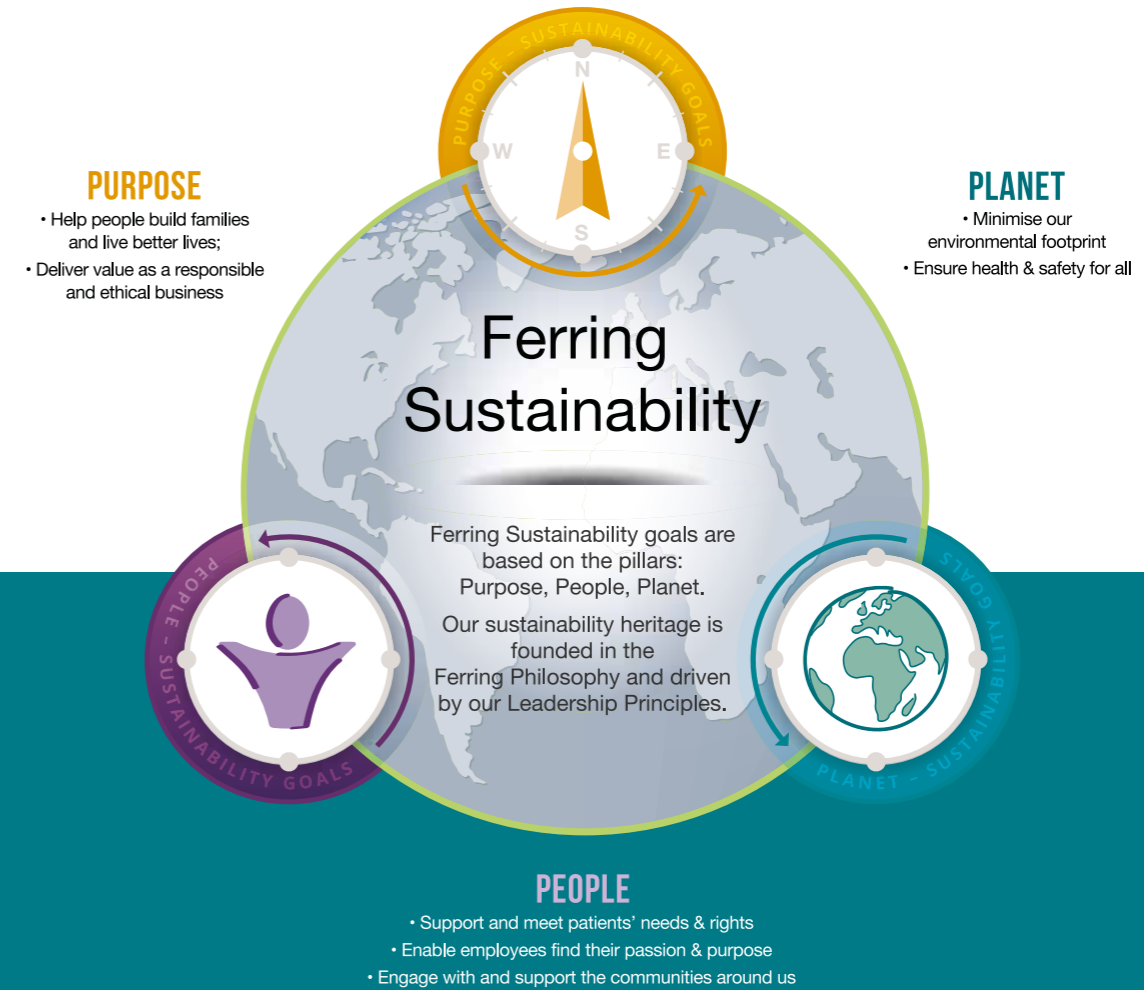 PURPOSE – SUSTAINABILITY GOALS
N
W
E
S
PURPOSE
• Help people build families
and live better lives;
• Deliver value as a responsible
and ethical business
PLANET
• Minimise our
environmental footprint
• Ensure health & safety for all
Ferring
Sustainability
Ferring Sustainability goals are
based on the pillars:
Purpose, People, Planet.
Our sustainability heritage is
founded in the
Ferring Philosophy and driven
by our Leadership Principles.
PEOPLE – SUSTAINABILITY GOALS
PLANET – SUSTAINABILITY GOALS
PEOPLE
• Support and meet patients’ needs & rights
• Enable employees find their passion & purpose
• Engage with and support the communities around us